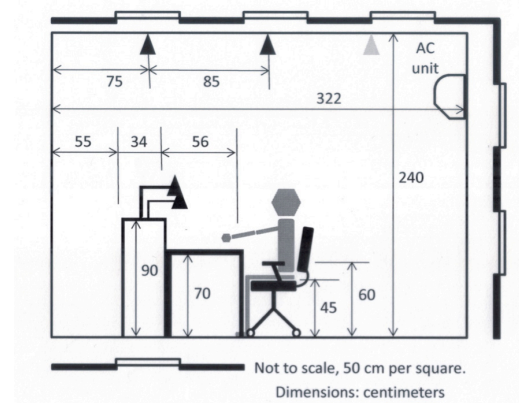 AC
unit
75
85
322
55
34
56
240
90
70
45
60
Not to scale, 50 cm per square.
Dimensions: centimeters